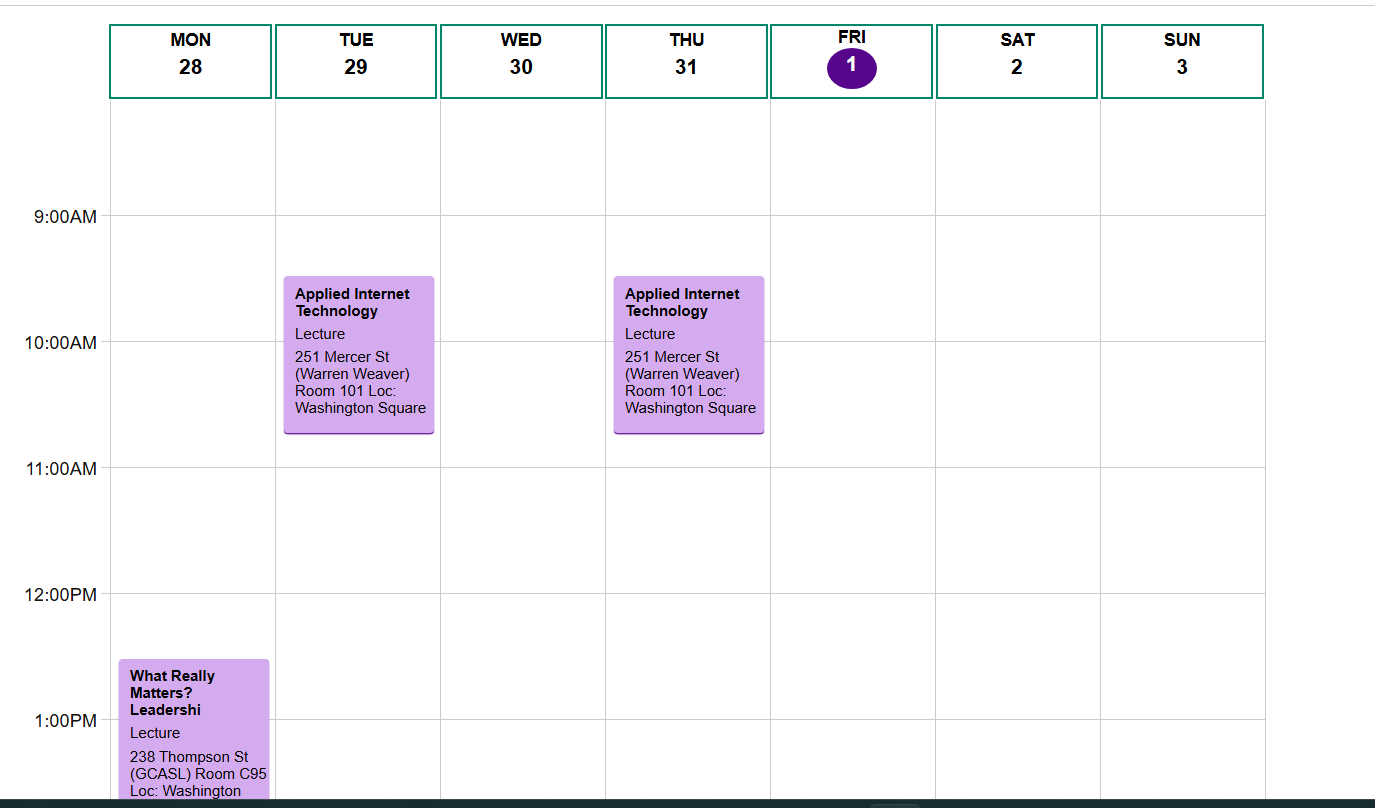 MON
28
TUE
29
WED
30
THU
31
FRI
1
SAT
2
SUN
3
9:00AM
10:00AM
11:00AM
12:00PM
1:00PM
What Really
Matters?
Leadershi
Lecture
238 Thompson St
(GCASL) Room C95
Loc: Washington
Applied Internet
Technology
Lecture
251 Mercer St
(Warren Weaver)
Room 101 Loc:
Washington Square
Applied Internet
Technology
Lecture
251 Mercer St
(Warren Weaver)
Room 101 Loc:
Washington Square